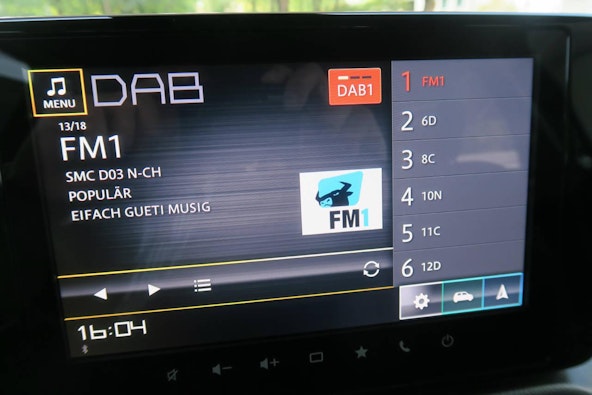 MENU
DAB
DAB1
13/18
FM1
SMC D03 N-CH
POPULÄR
EIFACH GUETI MUSIG
FM1
1 FM1
2 6D
3 8C
4 10N
5 11C
6 12D
16:04